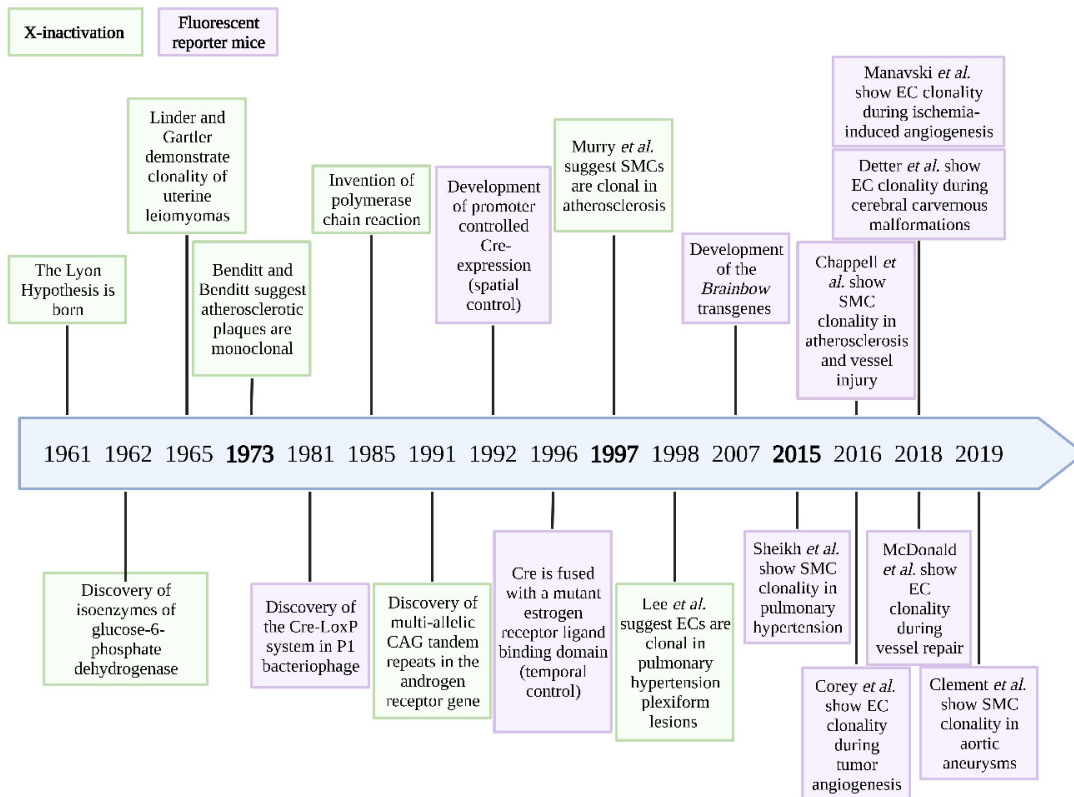 X-inactivation
Fluorescent
reporter mice
Linder and
Gartler
demonstrate
clonality of
uterine
leiomyomas
Invention of
polymerase
chain reaction
Development
of promoter
controlled
Cre-
expression
(spatial
control)
Murry et al.
suggest SMCs
are clonal in
atherosclerosis
Manavski et al.
show EC clonality
during ischemia-
induced angiogenesis
Detter et al. show
EC clonality during
cerebral carvernous
malformations
The Lyon
Hypothesis is
born
Benditt and
Benditt suggest
atherosclerotic
plaques are
monoclonal
Development
of the
Brainbow
transgenes
Chappell et
al. show
SMC
clonality in
atherosclerosis
and vessel
injury
1961 1962 1965 1973 1981 1985 1991 1992 1996 1997 1998 2007 2015 2016 2018 2019
Discovery of
isoenzymes of
glucose-6-
phosphate
dehydrogenase
Discovery of
the Cre-LoxP
system in P1
bacteriophage
Discovery of
multi-allelic
CAG tandem
repeats in the
androgen
receptor gene
Cre is fused
with a mutant
estrogen
receptor ligand
binding domain
(temporal
control)
Lee et al.
suggest ECs are
clonal in
pulmonary
hypertension
plexiform
lesions
Sheikh et al.
show SMC
clonality in
pulmonary
hypertension
McDonald
et al. show
EC
clonality
during
vessel repair
Corey et al.
show EC
clonality
during
tumor
angiogenesis
Clement et al.
show SMC
clonality in
aortic
aneurysms